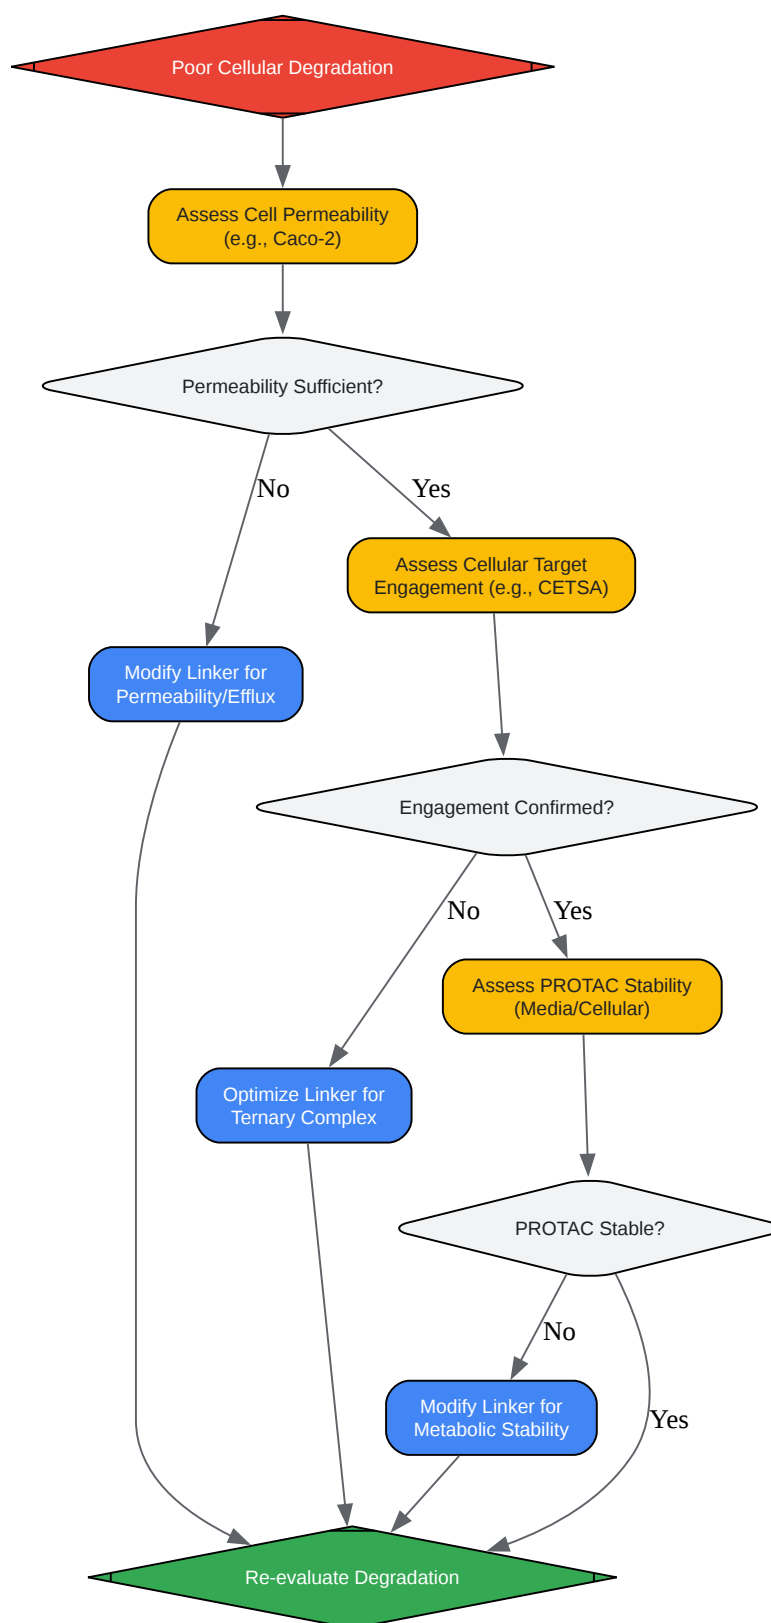 Poor Cellular Degradation
Assess Cell Permeability
(e.g., Caco-2)
Permeability Sufficient?
No
Yes
Assess Cellular Target
Engagement (e.g., CETSA)
Modify Linker for
Permeability/Efflux
Engagement Confirmed?
No
Yes
Assess PROTAC Stability
(Media/Cellular)
Optimize Linker for
Ternary Complex
PROTAC Stable?
No
Modify Linker for
Metabolic Stability
Yes
Re-evaluate Degradation